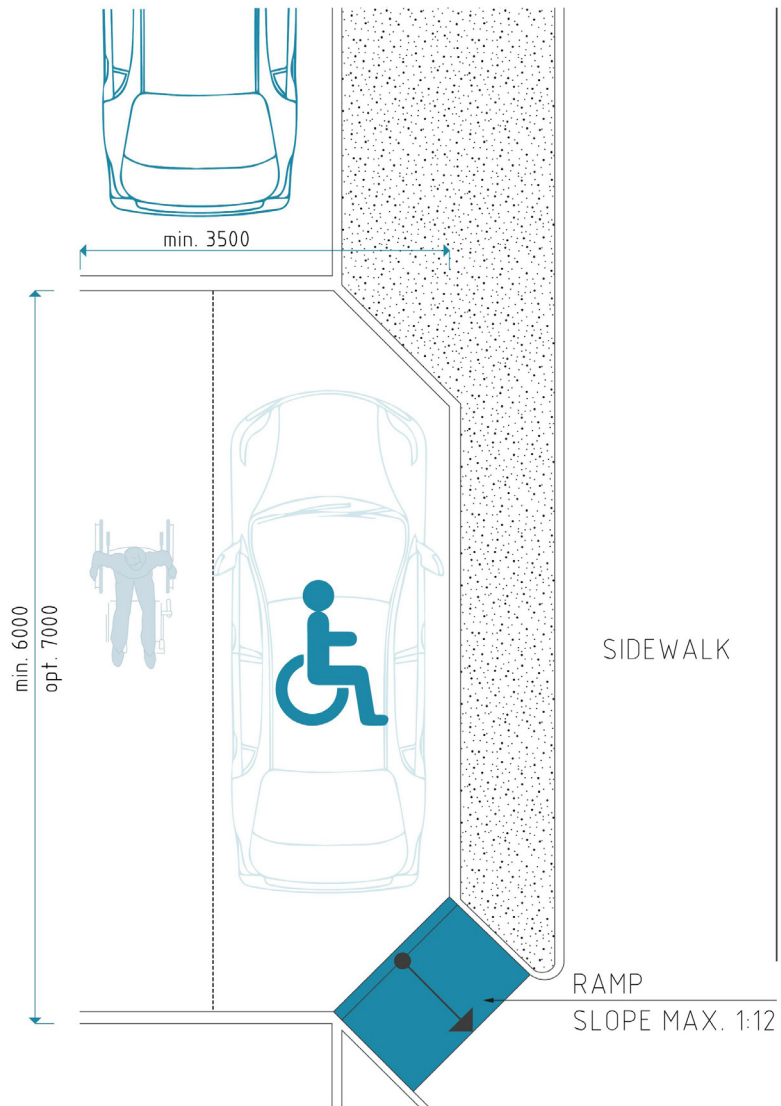 min. 3500
min. 6000
opt. 7000
SIDEWALK
RAMP
SLOPE MAX. 1:12